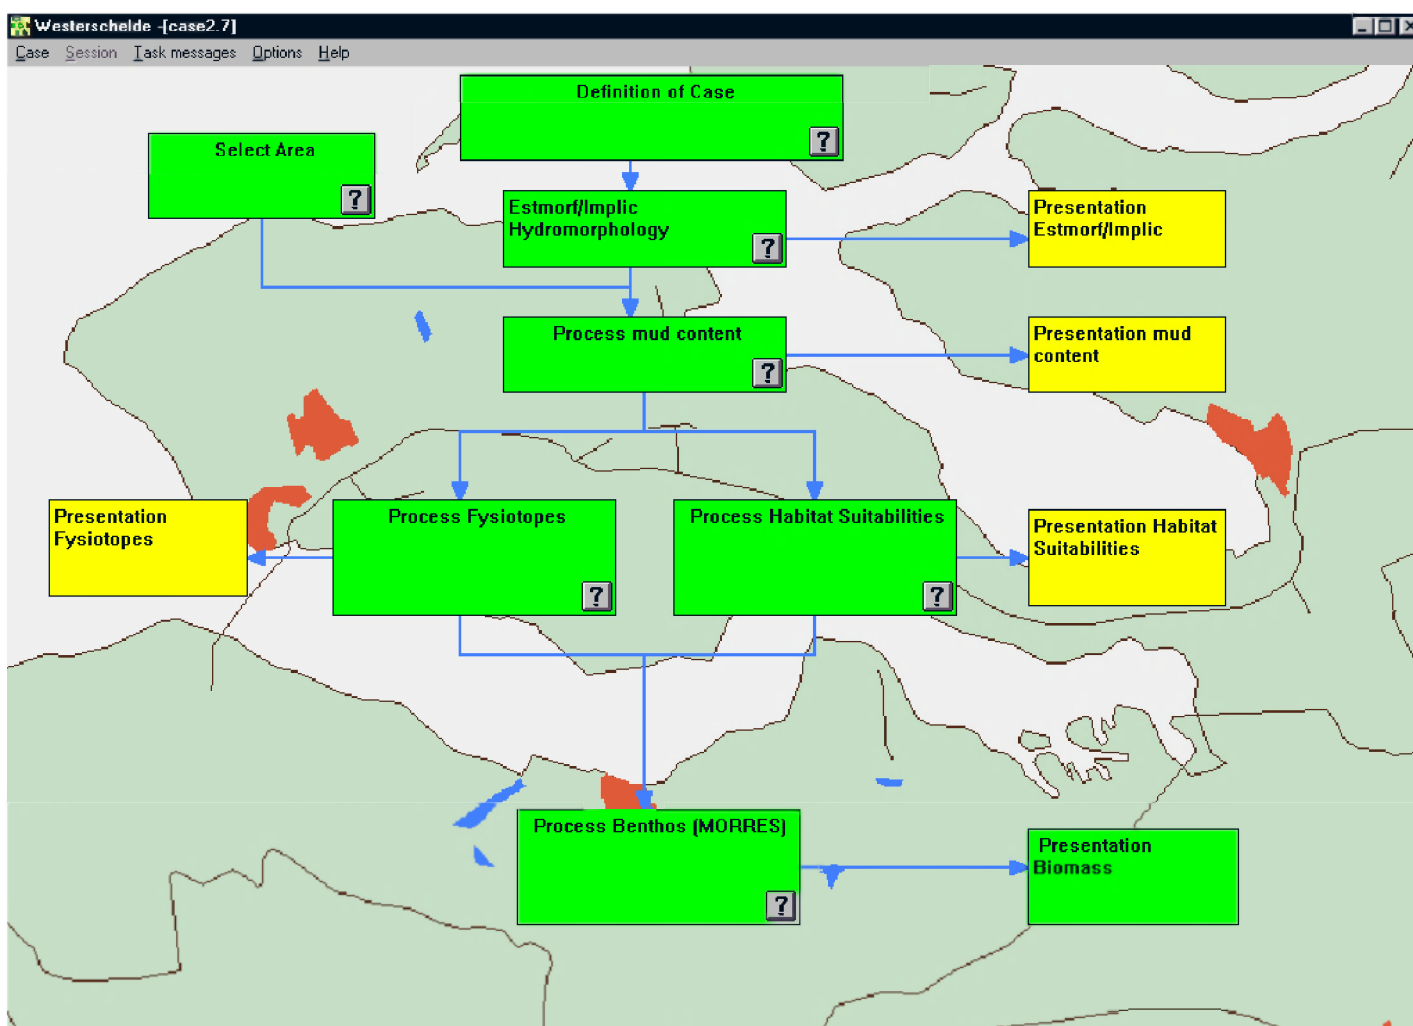 Westerschelde -[case2.7]
Case Session Task messages Options Help
Definition of Case
?
Select Area
?
Estmorf/Implic
Hydromorphology
?
Presentation
Estmorf/Implic
Process mud content
?
Presentation mud
content
Presentation
Fysiotopes
Process Fysiotopes
?
Process Habitat Suitabilities
?
Presentation Habitat
Suitabilities
Process Benthos (MORRES)
?
Presentation
Biomass